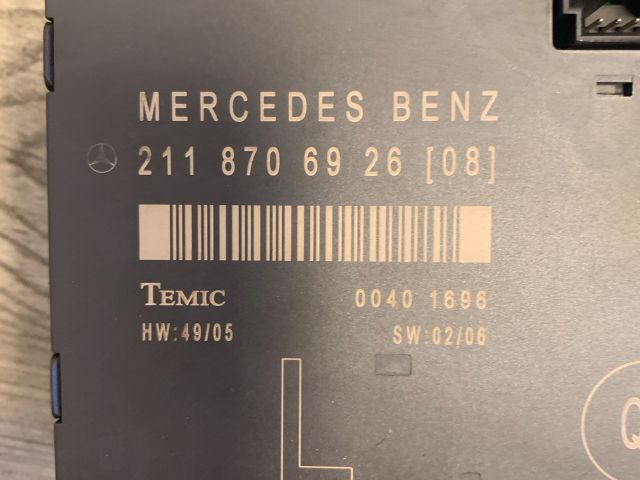 MERCEDES BENZ
211 870 69 26 [08]
TEMIC 0040 1696
HW:49/05 SW:02/06
L
Q